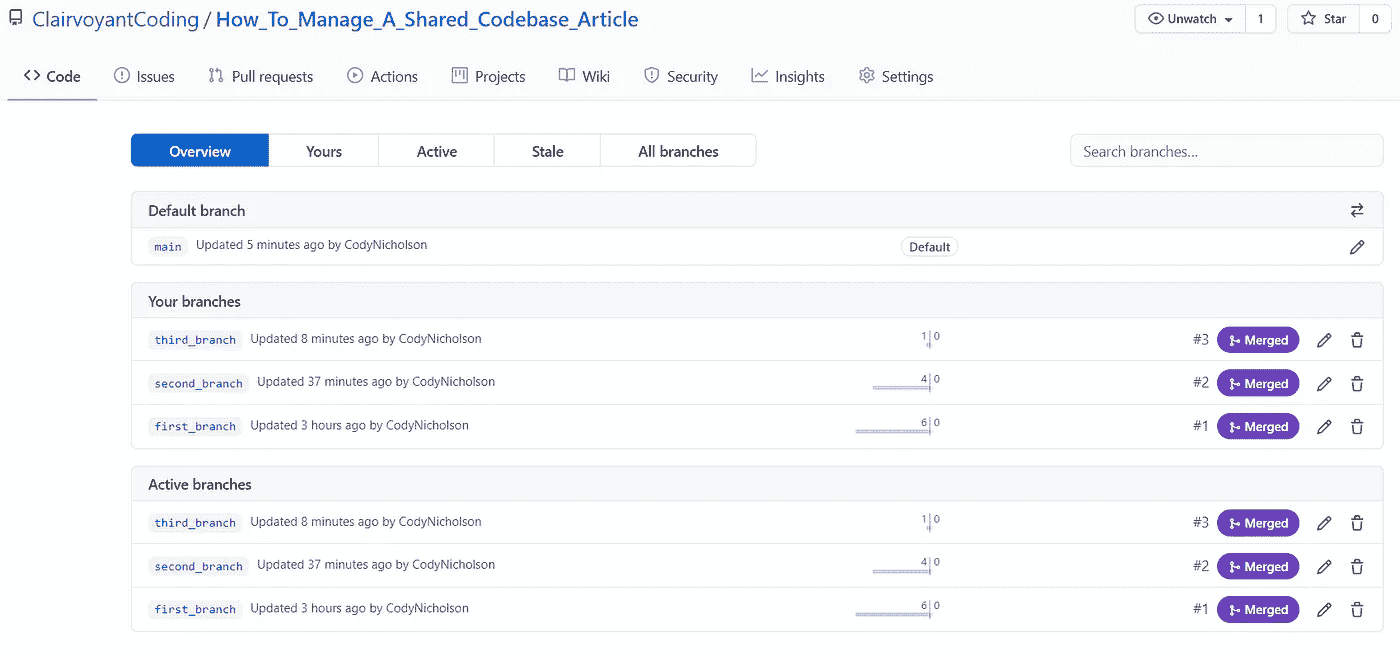 ClairvoyantCoding / How_To_Manage_A_Shared_Codebase_Article Unwatch 1 Star 0
Code Issues Pull requests Actions Projects Wiki Security Insights Settings
Overview Yours Active Stale All branches Search branches...
Default branch
main Updated 5 minutes ago by CodyNicholson Default
Your branches
third_branch Updated 8 minutes ago by CodyNicholson 1 0 #3 Merged
second_branch Updated 37 minutes ago by CodyNicholson 4 0 #2 Merged
first_branch Updated 3 hours ago by CodyNicholson 6 0 #1 Merged
Active branches
third_branch Updated 8 minutes ago by CodyNicholson 1 0 #3 Merged
second_branch Updated 37 minutes ago by CodyNicholson 4 0 #2 Merged
first_branch Updated 3 hours ago by CodyNicholson 6 0 #1 Merged